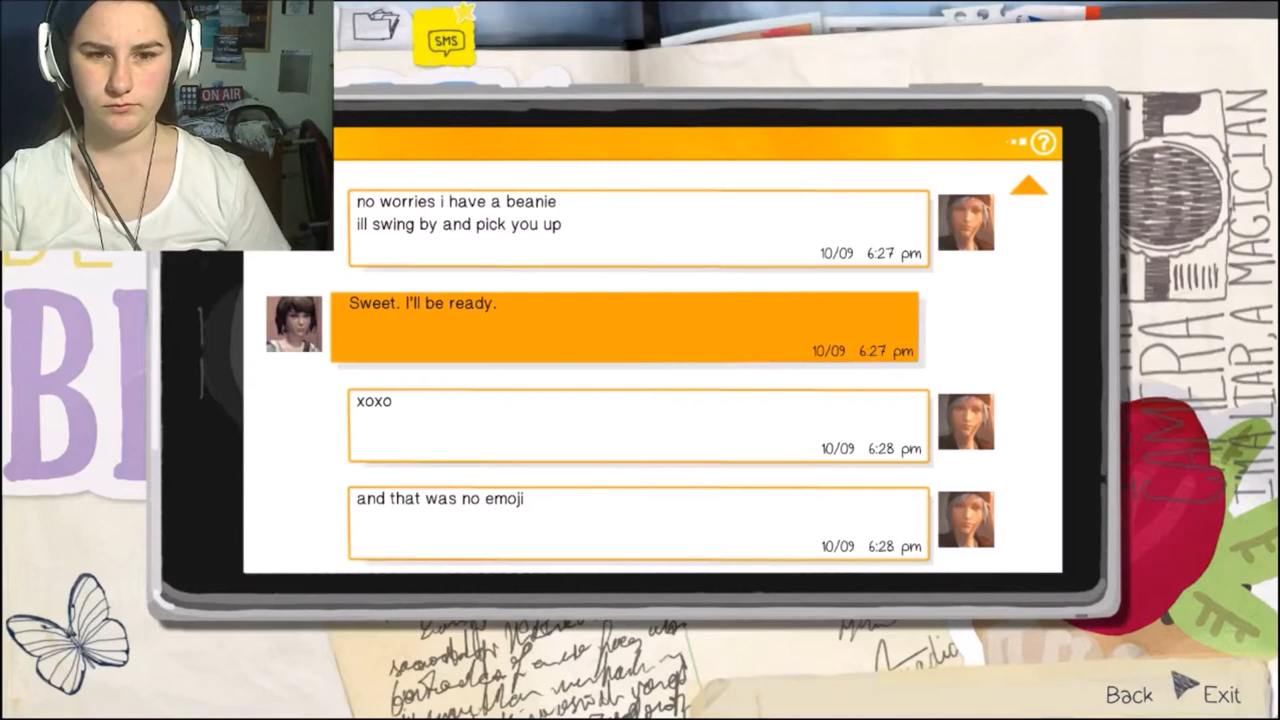 SMS
ON AIR
?
no worries i have a beanie
ill swing by and pick you up
10/09 6:27 pm
Sweet. I'll be ready.
10/09 6:27 pm
xoxo
10/09 6:28 pm
and that was no emoji
10/09 6:28 pm
CAMERA
LIAR, A MAGICIAN
Back Exit